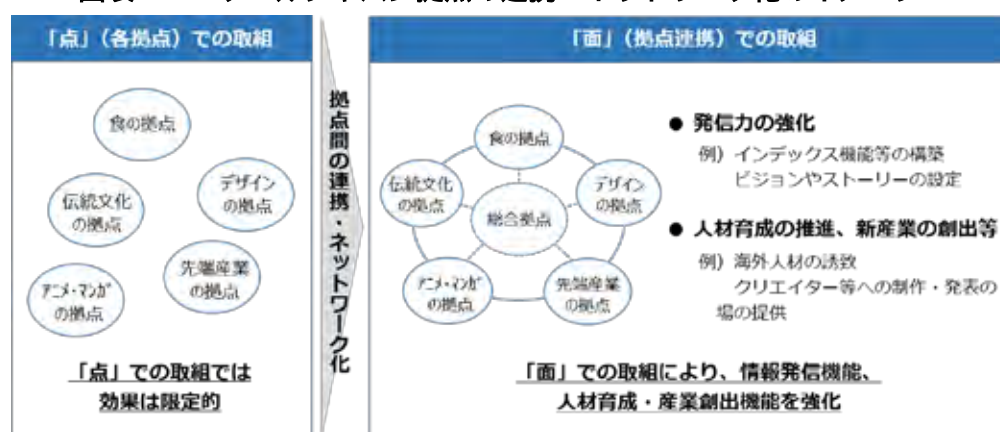 「点」（各拠点）での取組
食の拠点
伝統文化
の拠点
デザイン
の拠点
アニメ・マンガ
の拠点
先端産業
の拠点
「点」での取組では
効果は限定的
拠点間の連携・ネットワーク化
「面」（拠点連携）での取組
食の拠点
伝統文化
の拠点
デザイン
の拠点
総合拠点
アニメ・マンガ
の拠点
先端産業
の拠点
● 発信力の強化
例）インデックス機能等の構築
ビジョンやストーリーの設定
● 人材育成の推進、新産業の創出等
例）海外人材の誘致
クリエイター等への制作・発表の
場の提供
「面」での取組により、情報発信機能、
人材育成・産業創出機能を強化